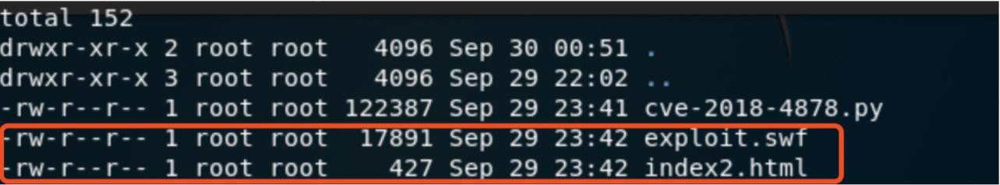 total 152
drwxr-xr-x 2 root root   4096 Sep 30 00:51 .
drwxr-xr-x 3 root root   4096 Sep 29 22:02 ..
-rw-r--r-- 1 root root 122387 Sep 29 23:41 cve-2018-4878.py
-rw-r--r-- 1 root root  17891 Sep 29 23:42 exploit.swf
-rw-r--r-- 1 root root    427 Sep 29 23:42 index2.html